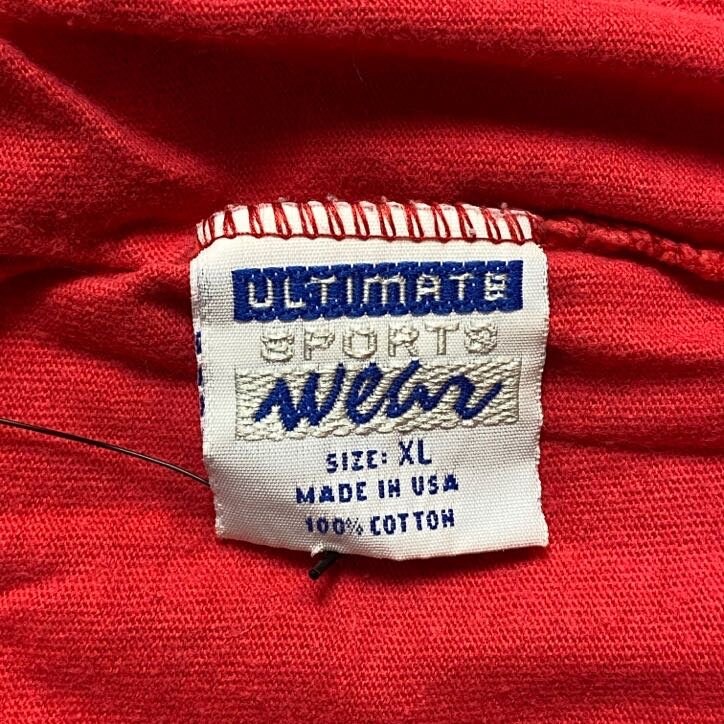 ULTIMATE
SPORTS
wear
SIZE: XL
MADE IN USA
100% COTTON